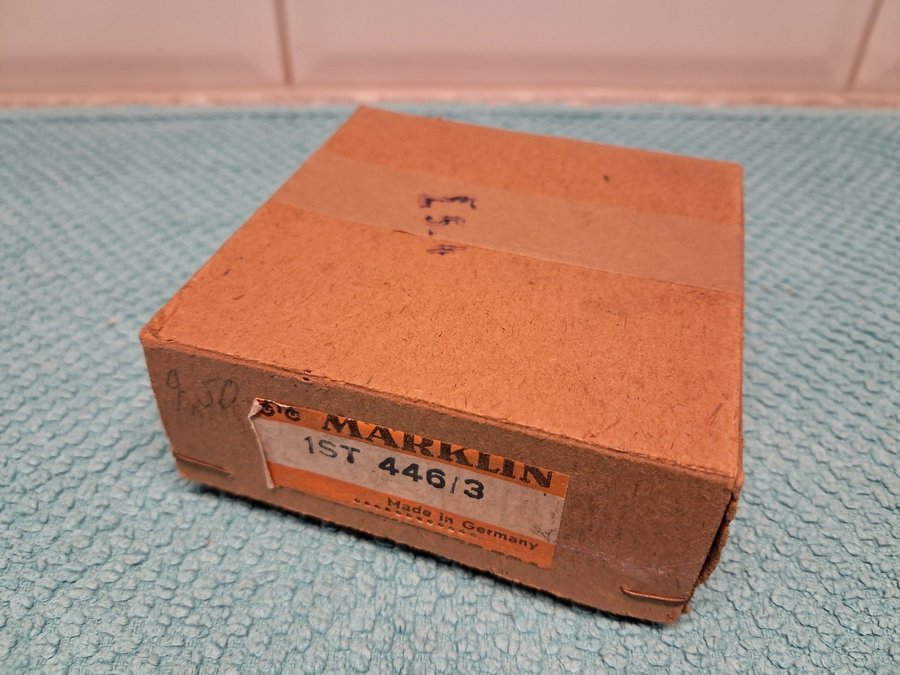 9,50
MÄRKLIN
1ST 446/3
Made in Germany